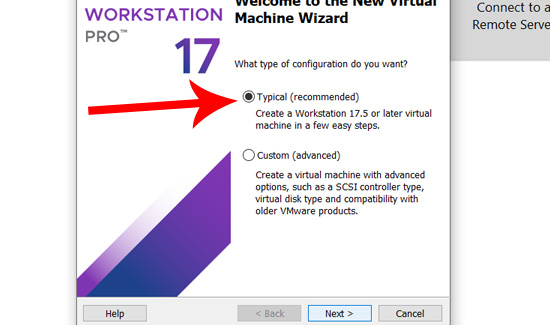 Welcome to the New Virtual
Machine Wizard
WORKSTATION
PRO™
17
What type of configuration do you want?
Typical (recommended)
Create a Workstation 17.5 or later virtual
machine in a few easy steps.
Custom (advanced)
Create a virtual machine with advanced
options, such as a SCSI controller type,
virtual disk type and compatibility with
older VMware products.
Help
< Back
Next >
Cancel
Connect to a
Remote Serve